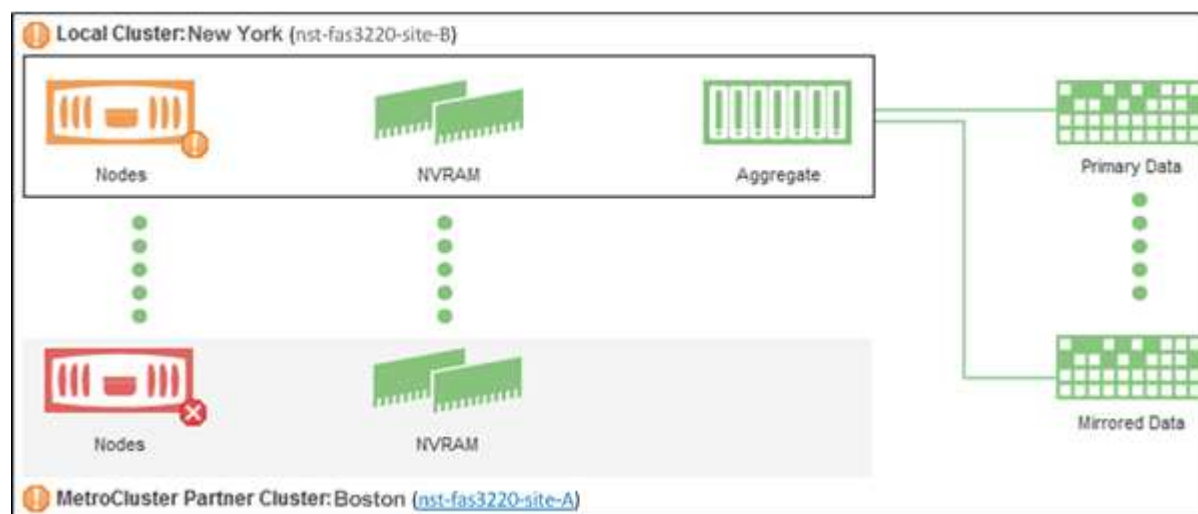 Local Cluster: New York (nst-fas3220-site-B)
Nodes NVRAM Aggregate
Primary Data
Nodes NVRAM
Mirrored Data
MetroCluster Partner Cluster: Boston (nst-fas3220-site-A)